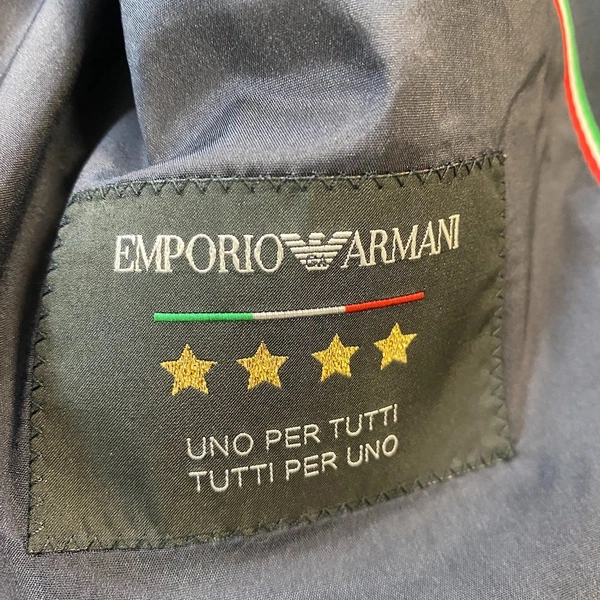 EMPORIO ARMANI
UNO PER TUTTI
TUTTI PER UNO